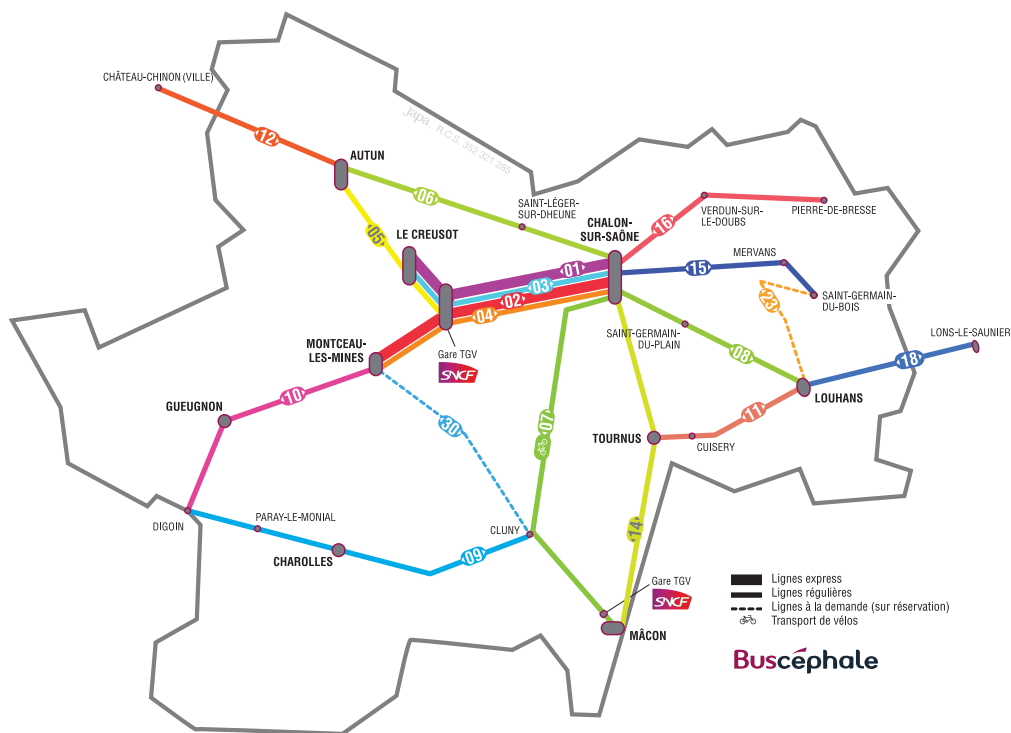 Japa, R.C.S. 352 321 285
CHÂTEAU-CHINON (VILLE)
12
AUTUN
06
SAINT-LÉGER-
SUR-DHEUNE
05
LE CREUSOT
CHALON-
SUR-SAÔNE
16
VERDUN-SUR-
LE-DOUBS
PIERRE-DE-BRESSE
01
03
02
04
15
MERVANS
SAINT-GERMAIN-
DU-BOIS
23
MONTCEAU-
LES-MINES
Gare TGV
SNCF
SAINT-GERMAIN-
DU-PLAIN
08
LONS-LE-SAUNIER
18
LOUHANS
10
GUEUGNON
30
07
TOURNUS
11
CUISERY
DIGOIN
PARAY-LE-MONIAL
CHAROLLES
09
CLUNY
14
Gare TGV
SNCF
MÂCON
Lignes express
Lignes régulières
Lignes à la demande (sur réservation)
Transport de vélos
Buscéphale